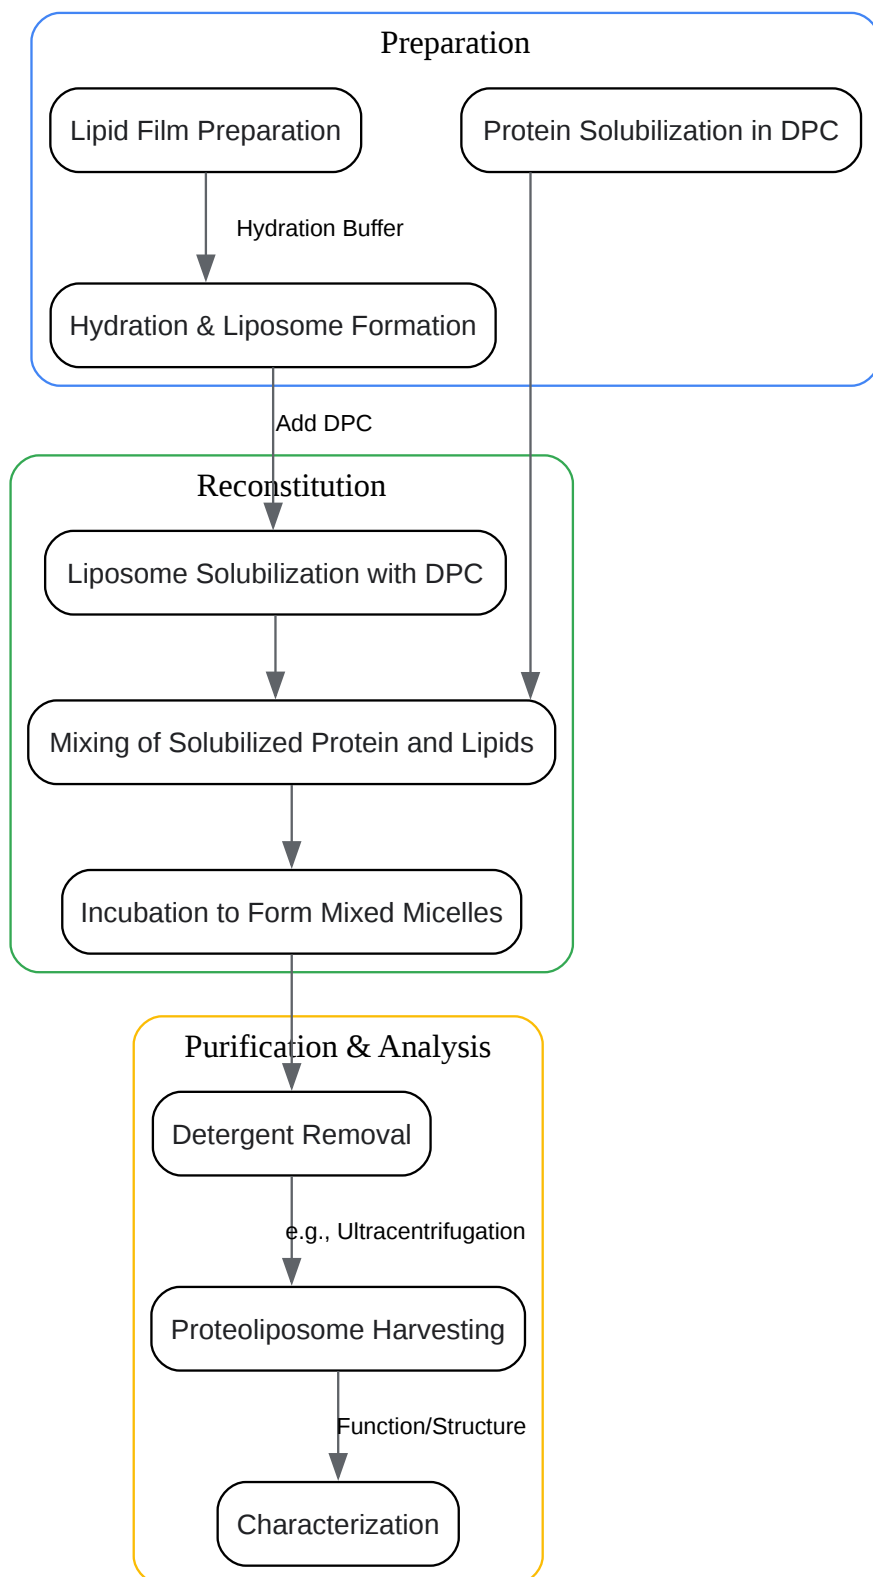 Preparation
Lipid Film Preparation
Protein Solubilization in DPC
Hydration Buffer
Hydration & Liposome Formation
Add DPC
Reconstitution
Liposome Solubilization with DPC
Mixing of Solubilized Protein and Lipids
Incubation to Form Mixed Micelles
Purification & Analysis
Detergent Removal
e.g., Ultracentrifugation
Proteoliposome Harvesting
Function/Structure
Characterization